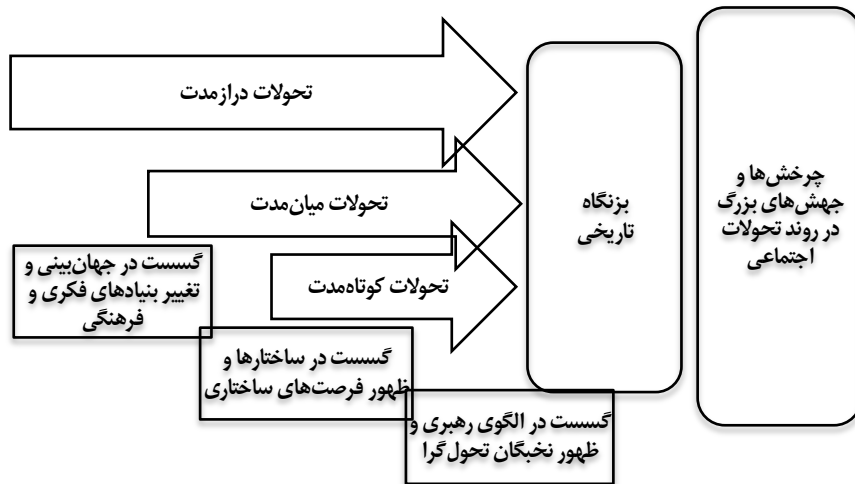 تحولات درازمدت
تحولات میان‌مدت
تحولات کوتاه‌مدت
بزنگاه
تاریخی
چرخش‌ها و
جهش‌های بزرگ
در روند تحولات
اجتماعی
گسست در جهان‌بینی و
تغییر بنیادهای فکری و
فرهنگی
گسست در ساختارها و
ظهور فرصت‌های ساختاری
گسست در الگوی رهبری و
ظهور نخبگان تحول‌گرا